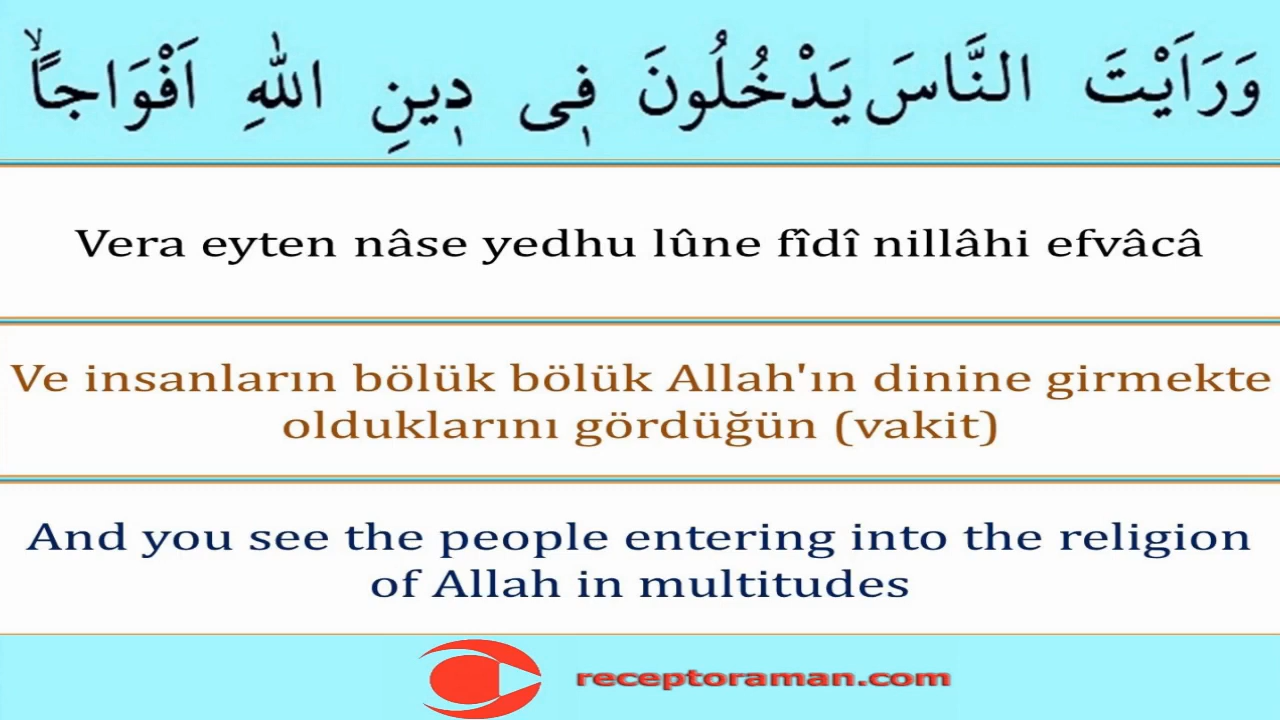 وَرَاَيْتَ النَّاسَ يَدْخُلُونَ فٖى دٖينِ اللّٰهِ اَفْوَاجاًۙ
Vera eyten nâse yedhu lûne fîdî nillâhi efvâcâ
Ve insanların bölük bölük Allah'ın dinine girmekte
olduklarını gördüğün (vakit)
And you see the people entering into the religion
of Allah in multitudes
receptoraman.com